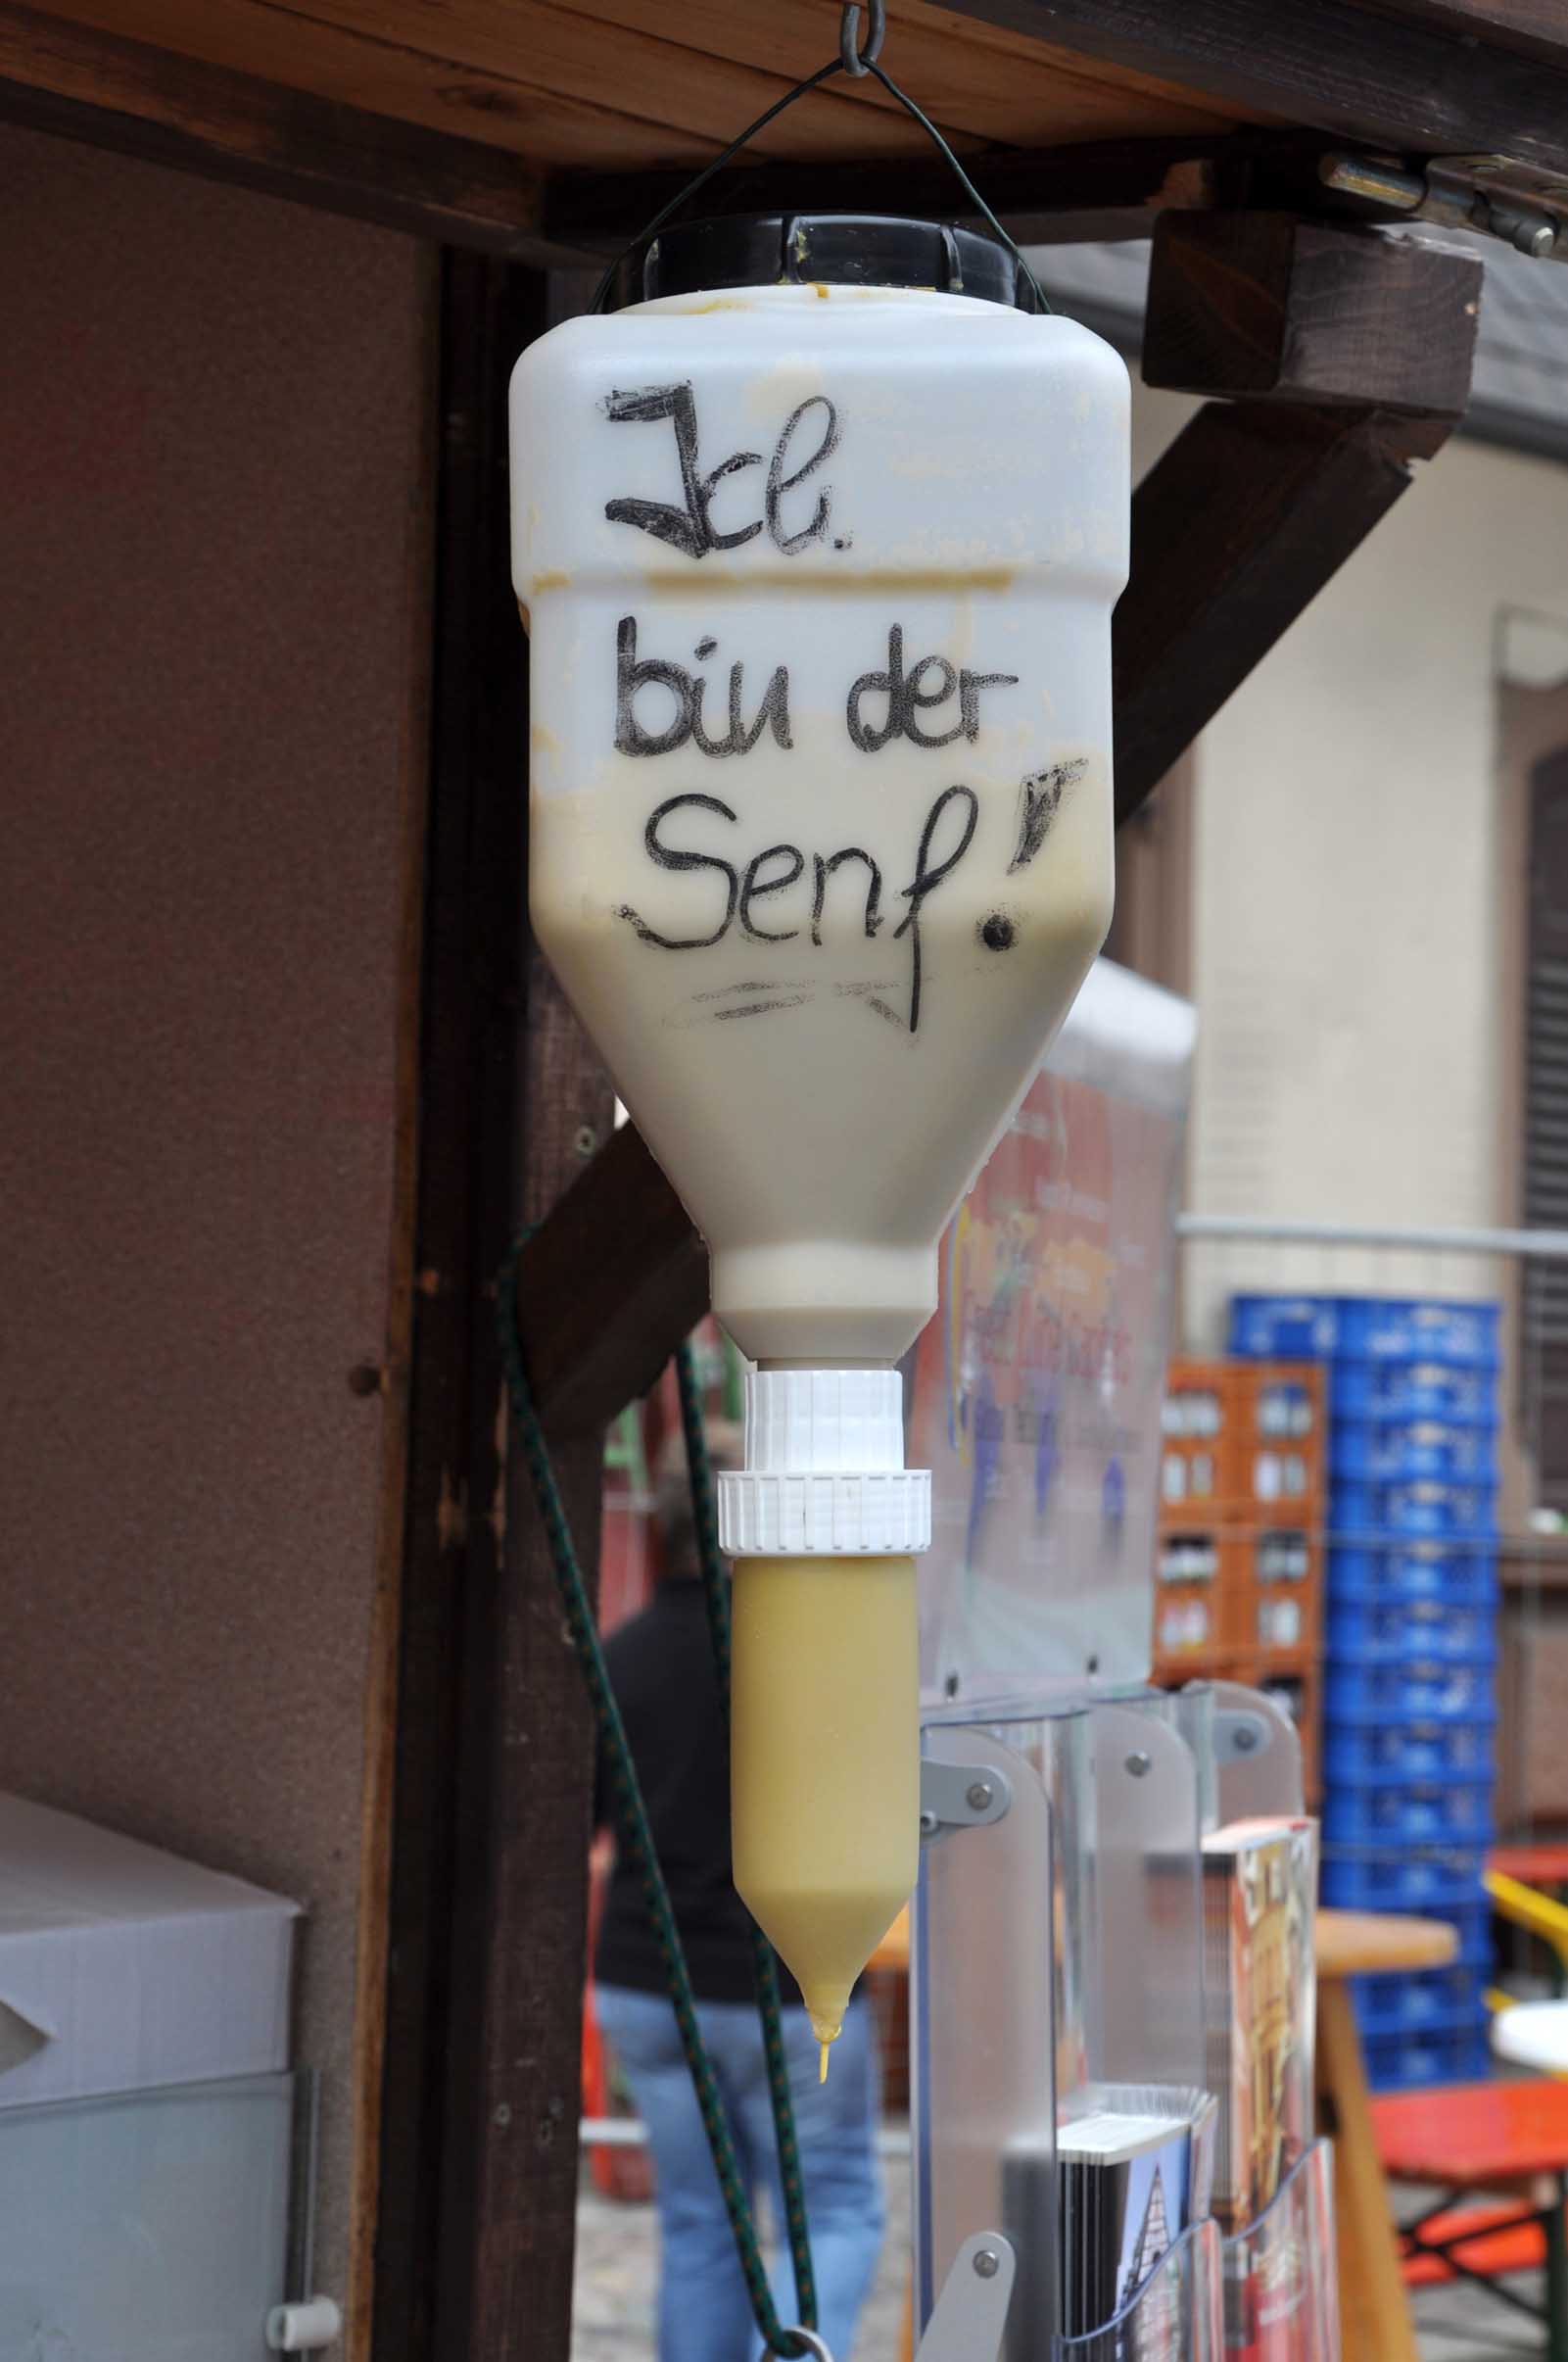 Ich
bin der
Senf!